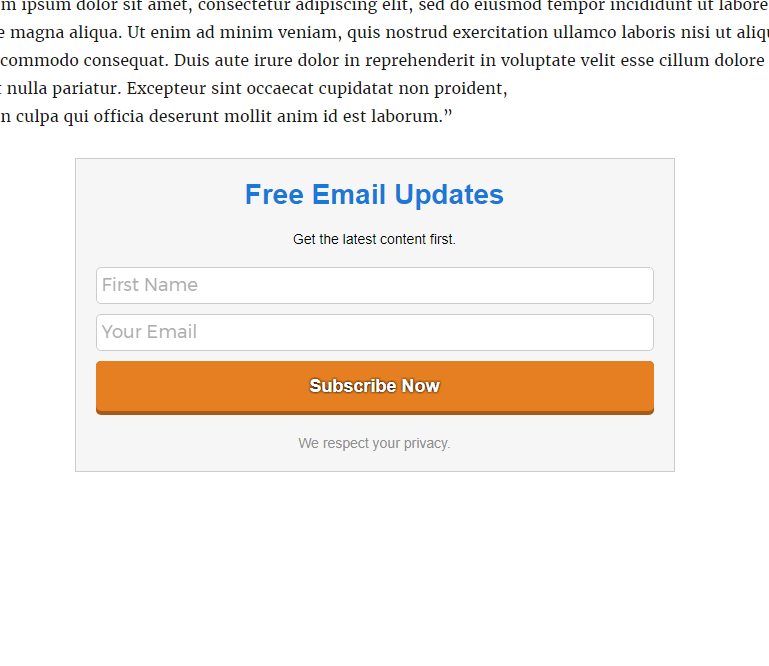 ipsum dolor sit amet, consectetur adipiscing elit, sed do eiusmod tempor incididunt ut labore
magna aliqua. Ut enim ad minim veniam, quis nostrud exercitation ullamco laboris nisi ut
commodo consequat. Duis aute irure dolor in reprehenderit in voluptate velit esse cillum dolore
nulla pariatur. Excepteur sint occaecat cupidatat non proident,
culpa qui officia deserunt mollit anim id est laborum.”
Free Email Updates
Get the latest content first.
First Name
Your Email
Subscribe Now
We respect your privacy.